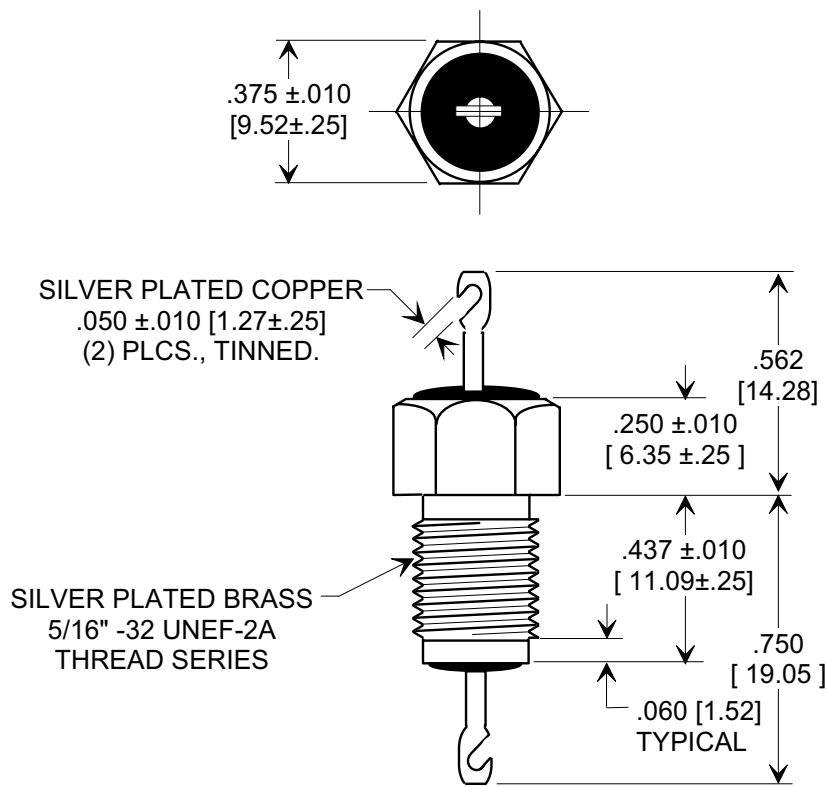 .375 ±.010
[9.52±.25]
SILVER PLATED COPPER
.050 ±.010 [1.27±.25]
(2) PLCS., TINNED.
.562
[14.28]
.250 ±.010
[ 6.35 ±.25 ]
.437 ±.010
[ 11.09±.25]
SILVER PLATED BRASS
5/16" -32 UNEF-2A
THREAD SERIES
.750
[ 19.05 ]
.060 [1.52]
TYPICAL